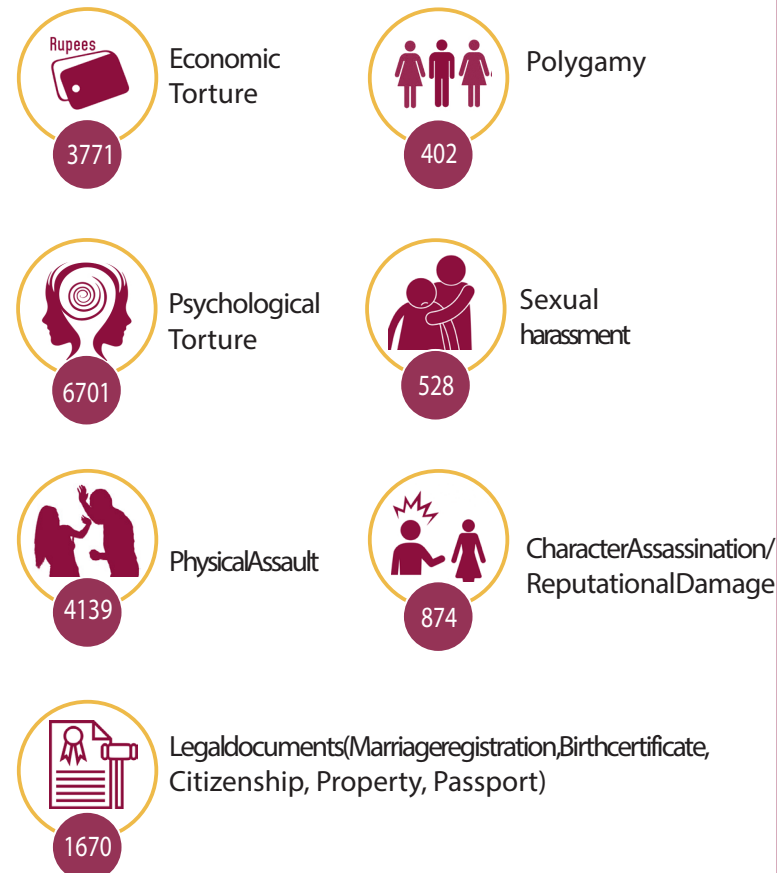 Rupees
Economic
Torture
3771
Polygamy
402
Psychological
Torture
6701
Sexual
harassment
528
PhysicalAssault
4139
CharacterAssassination/
ReputationalDamage
874
Legaldocuments(Marriageregistration,Birthcertificate,
Citizenship, Property, Passport)
1670